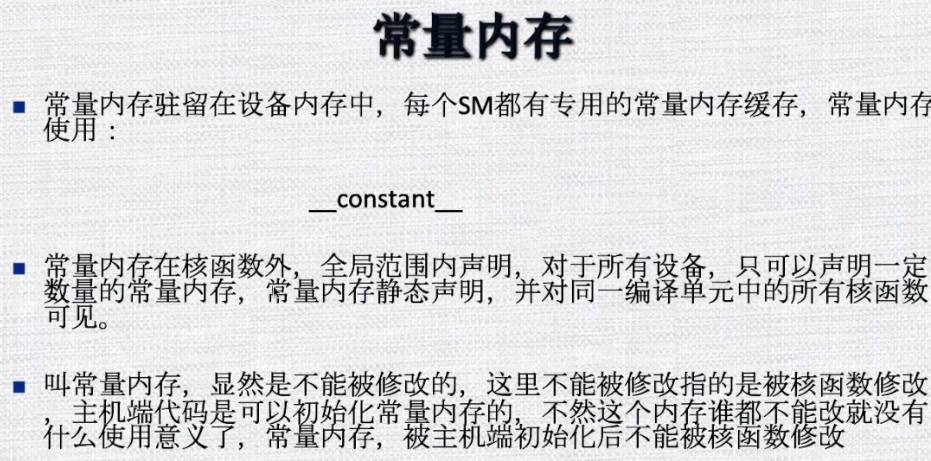 常量内存
■ 常量内存驻留在设备内存中，每个SM都有专用的常量内存缓存，常量内存
使用：
__constant__
■ 常量内存在核函数外，全局范围内声明，对于所有设备，只可以声明一定
数量的常量内存，常量内存静态声明，并对同一编译单元中的所有核函数
可见。
■ 叫常量内存，显然是不能被修改的，这里不能被修改指的是被核函数修改
，主机端代码是可以初始化常量内存的，不然这个内存谁都不能改就没有
什么使用意义了，常量内存，被主机端初始化后不能被核函数修改